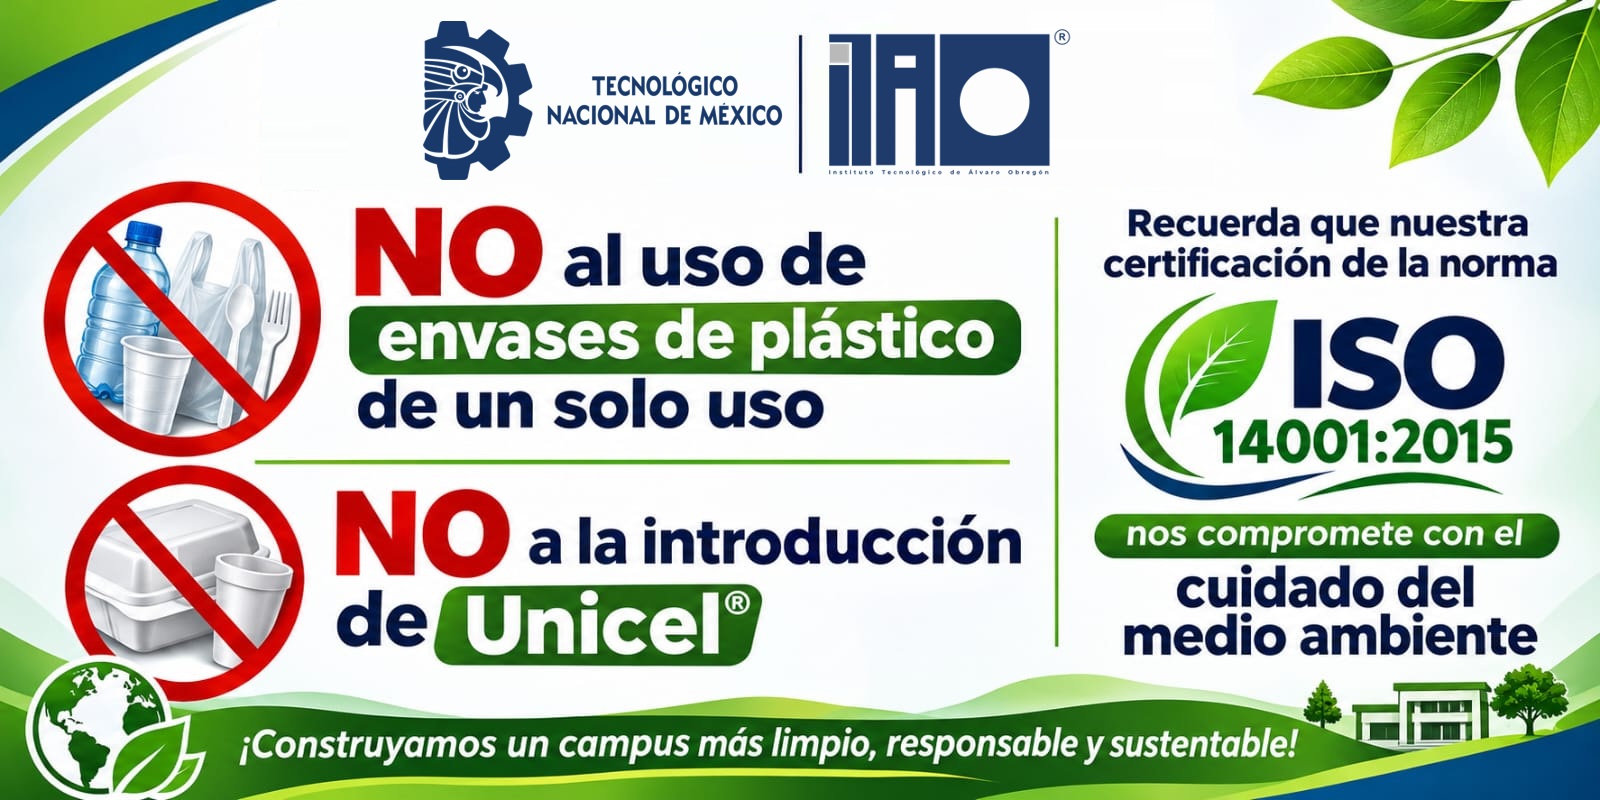 TECNOLÓGICO
NACIONAL DE MÉXICO
iTAO®
Instituto Tecnológico de Álvaro Obregón
NO al uso de
envases de plástico
de un solo uso
NO a la introducción
de Unicel®
Recuerda que nuestra
certificación de la norma
ISO
14001:2015
nos compromete con el
cuidado del
medio ambiente
¡Construyamos un campus más limpio, responsable y sustentable!